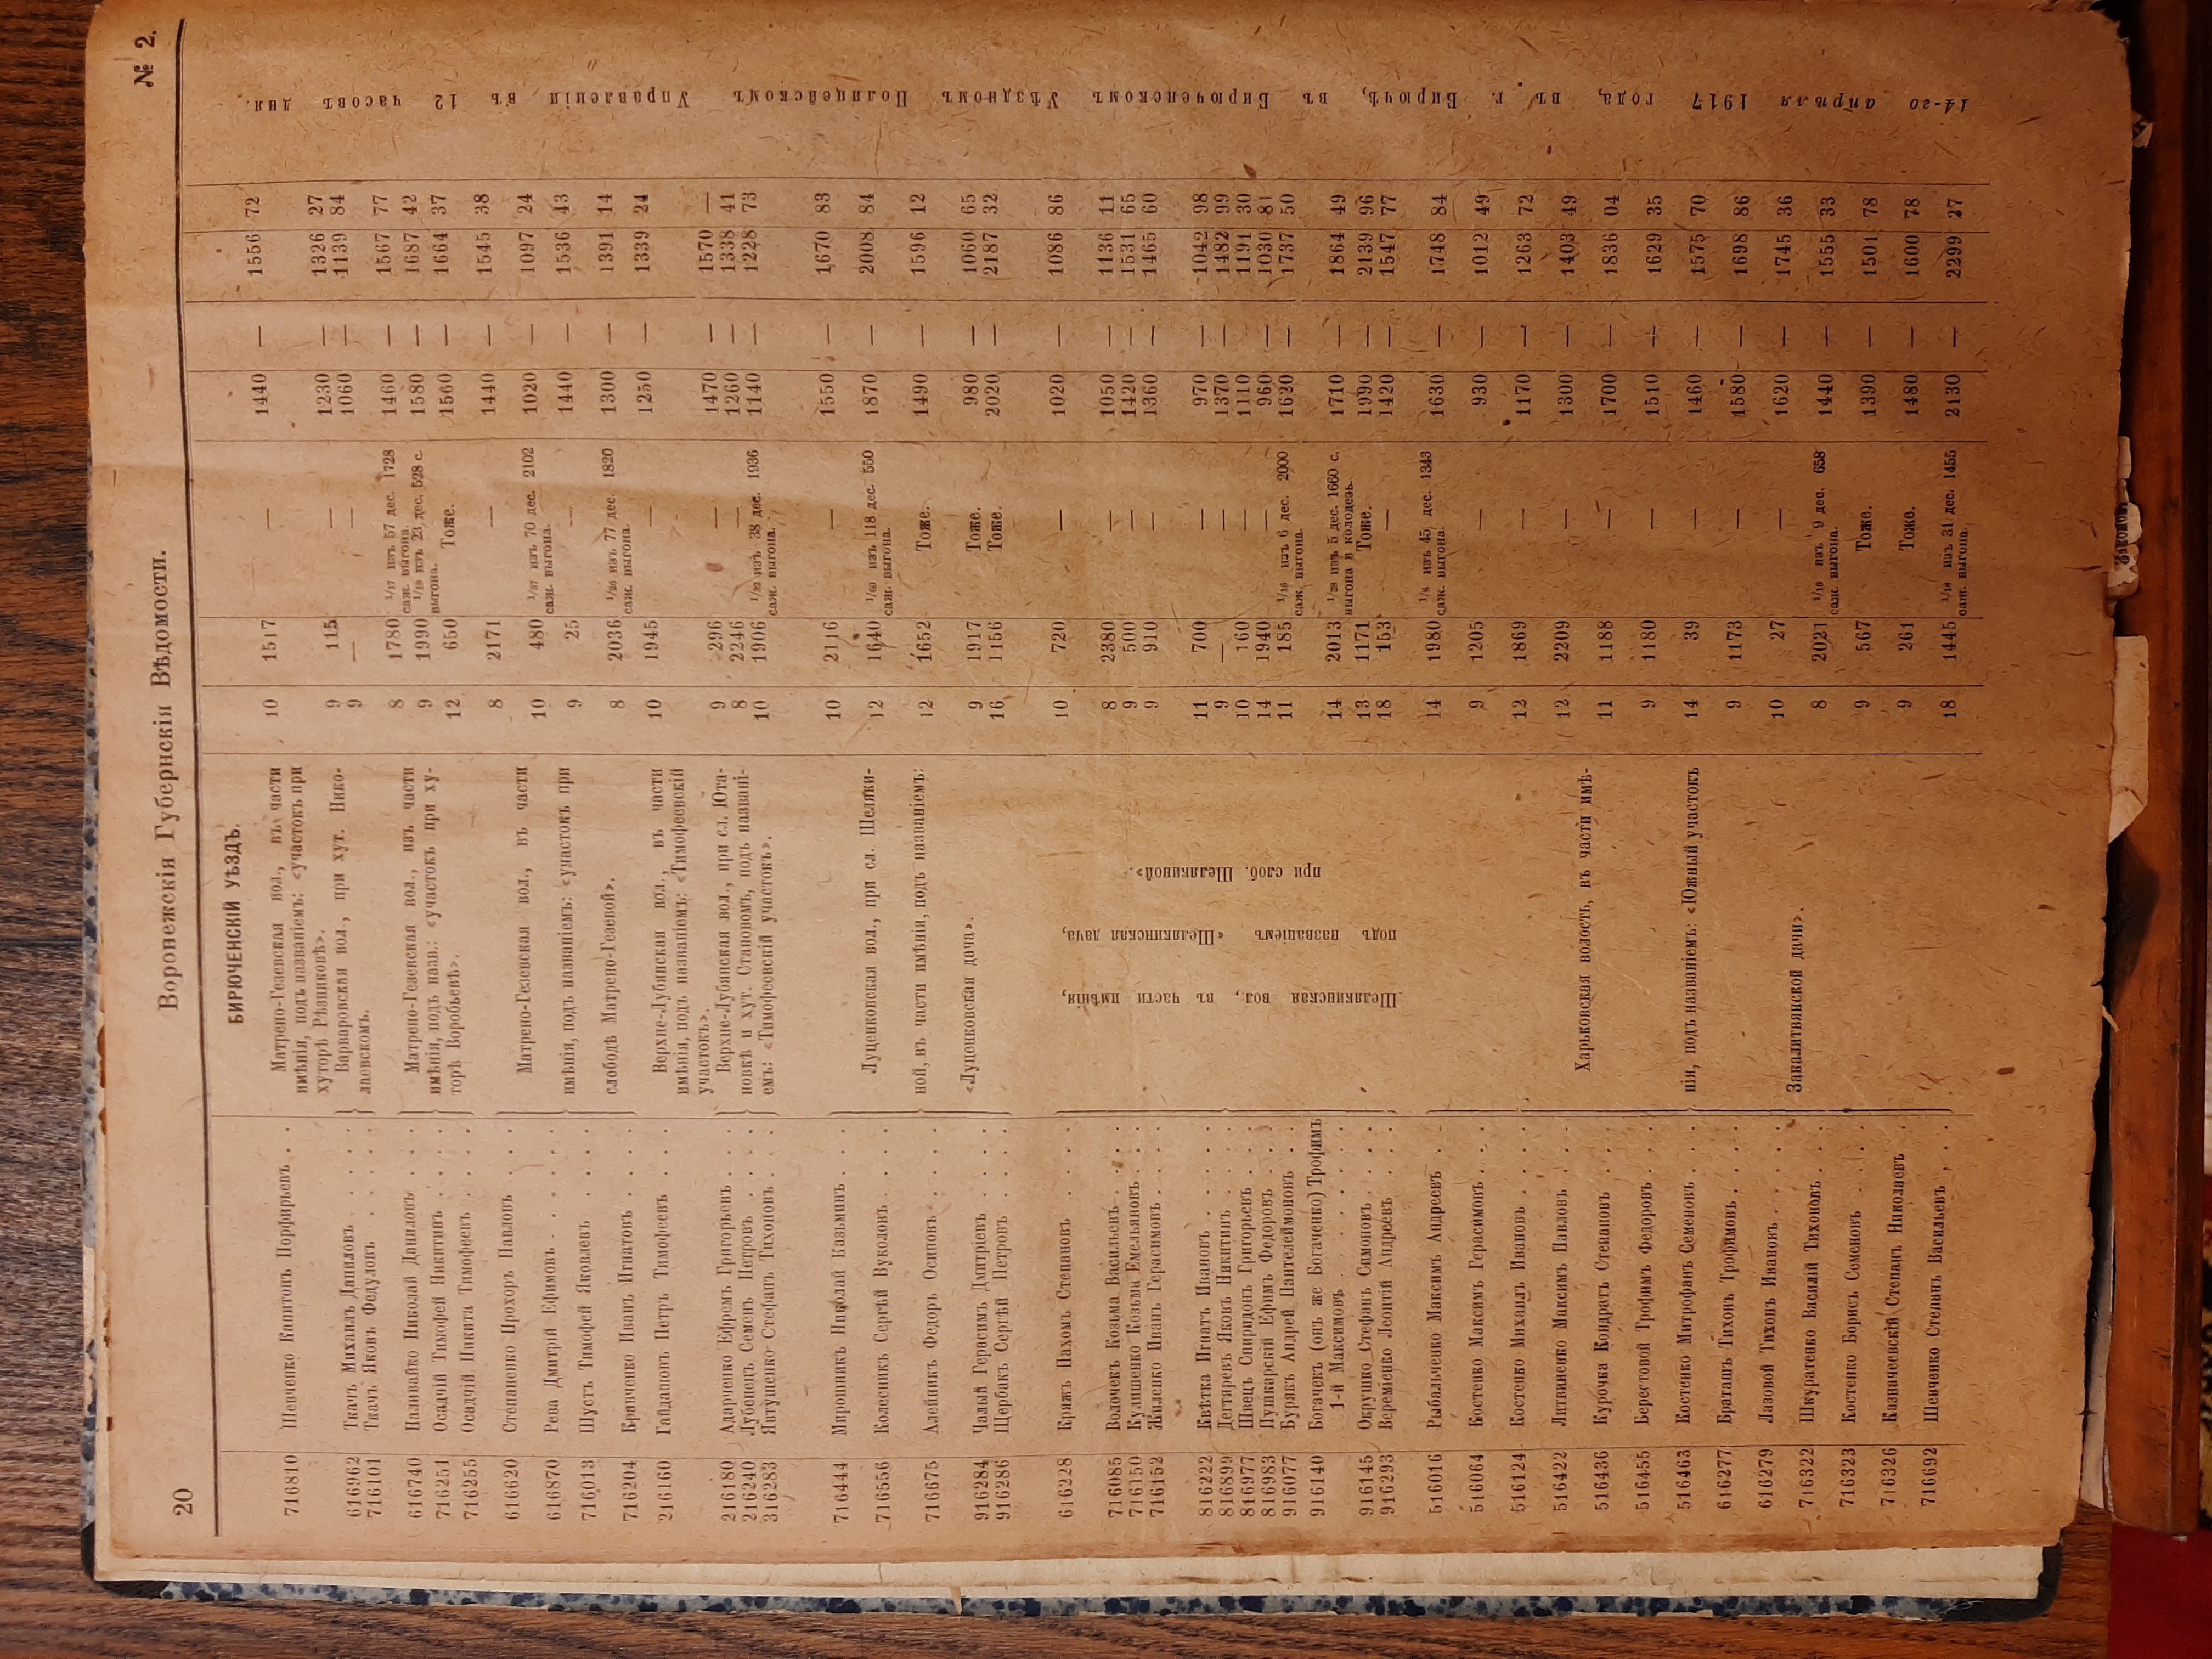 20
Воронежскія Губернскія Вѣдомости.
№ 2.
БИРЮЧЕНСКІЙ УѢЗДЪ.
716810 Шевченко Капитонъ Порфирьевъ . . Матрено-Гезевская вол., въ части 10 1517 — 1440 — 1556 72
имѣнія, подъ названіемъ: «участокъ при
хуторѣ Рѣзниковѣ».
616962 Ткачъ Михаилъ Даниловъ . . . . . Варваровская вол., при хут. Нико- 9 115 — 1230 — 1326 27
716101 Ткачъ Яковъ Федуловъ . . . . . лаевскомъ. 9 — — 1060 — 1139 84
616740 Наливайко Николай Даниловъ . . . Матрено-Гезевская вол., изъ части 8 1780 1/17 изъ 57 дес. 1728 1460 — 1567 77
саж. выгона.
716251 Осадчій Тимофей Никитинъ . . . . имѣнія, подъ назв.: «участокъ при ху- 9 1990 1/18 изъ 23 дес. 528 с. 1580 — 1687 42
выгона.
716255 Осадчій Никита Тимофеевъ . . . . торѣ Воробьевѣ». 12 650 Тоже. 1560 — 1664 37
616620 Степаненко Прохоръ Павловъ . . . 8 2171 — 1440 — 1545 38
Матрено-Гезевская вол., въ части
616870 Рева Дмитрій Ефимовъ . . . . . . 10 480 1/37 изъ 70 дес. 2102 1020 — 1097 24
саж. выгона.
имѣнія, подъ названіемъ: «участокъ при
716013 Шустъ Тимофей Яковлевъ . . . . 9 25 — 1440 — 1536 43
слободѣ Матрено-Гезевой».
716204 Кравченко Иванъ Игнатовъ . . . . 8 2036 1/26 изъ 77 дес. 1820 1300 — 1391 14
саж. выгона.
216160 Гайдашовъ Петръ Тимофеевъ . . . Верхне-Лубянская вол., въ части 10 1945 — 1250 — 1339 24
имѣнія, подъ названіемъ: «Тимофеевскій
участокъ».
216180 Адарченко Ефремъ Григорьевъ . . . Верхне-Лубянская вол., при сл. Юта- 9 296 — 1470 — 1570 —
216240 Лубенецъ Семенъ Петровъ . . . . новкѣ и хут. Становомъ, подъ названі- 8 2246 — 1260 — 1338 41
316283 Явтушенко Стефанъ Тихоновъ . . . емъ: «Тимофеевскій участокъ». 10 1906 1/32 изъ 38 дес. 1936 1140 — 1228 73
саж. выгона.
716444 Мирошникъ Николай Казьминъ . . . 10 2116 — 1550 — 1670 83
716556 Колесникъ Сергѣй Вуколовъ . . . . Луценковская вол., при сл. Шеляки- 12 1640 1/60 изъ 118 дес. 550 1870 — 2008 84
саж. выгона.
716675 Алейникъ Федоръ Осиповъ . . . . ной, въ части имѣнія, подъ названіемъ: 12 1652 Тоже. 1490 — 1596 12
«Луценковская дача».
916284 Чалый Герасимъ Дмитріевъ . . . . 9 1917 Тоже. 980 — 1060 65
916286 Щербакъ Сергѣй Петровъ . . . . 16 1156 Тоже. 2020 — 2187 32
Шелякинская вол., въ части имѣнія,
подъ названіемъ «Шелякинская дача,
при слоб. Шелякиной».
616228 Кряжъ Пахомъ Степановъ . . . . 10 720 — 1020 — 1086 86
716085 Волочекъ Козьма Васильевъ . . . . 8 2380 — 1050 — 1136 11
716150 Кулишенко Козьма Емельяновъ . . . 9 500 — 1420 — 1531 65
716152 Жиленко Иванъ Герасимовъ . . . . 9 910 — 1360 — 1465 60
816222 Квѣтка Игнатъ Ивановъ . . . . . 11 700 — 970 — 1042 98
816899 Дегтяревъ Яковъ Никитинъ . . . . 9 — — 1370 — 1482 99
816977 Швецъ Спиридонъ Григорьевъ . . . 10 160 — 1110 — 1191 30
816983 Пушкарскій Ефимъ Федоровъ . . . 14 1940 — 960 — 1030 81
916077 Бурякъ Андрей Пантелеймоновъ . . 11 185 1/16 изъ 6 дес. 2000 1620 — 1737 50
саж. выгона.
916140 Богачекъ (онъ же Богаченко) Трофимъ
1-й Максимовъ . . . . . . . 14 2013 1/28 изъ 5 дес. 1660 с. 1710 — 1864 49
выгона и колодезь.
916145 Окрушко Стефанъ Симоновъ . . . . 13 1171 Тоже. 1990 — 2139 96
916293 Вереміенко Леонтій Андреевъ . . . 18 153 — 1420 — 1547 77
516016 Рыбальченко Максимъ Андреевъ . . 14 1980 1/8 изъ 45 дес. 1343 1630 — 1748 84
саж. выгона.
516064 Костенко Максимъ Герасимовъ . . . 9 1205 — 930 — 1012 49
516124 Костенко Михаилъ Ивановъ . . . . 12 1869 — 1170 — 1263 72
516422 Литвиненко Максимъ Павловъ . . . 12 2209 — 1300 — 1403 49
Харьковская волость, въ части имѣ-
516436 Курочка Кондратъ Степановъ . . . 11 1188 — 1700 — 1836 04
516455 Берестовой Трофимъ Федоровъ . . . 9 1180 — 1510 — 1629 35
516463 Костенко Митрофанъ Семеновъ . . . нія, подъ названіемъ: «Южный участокъ 14 39 — 1460 — 1575 70
616277 Браташъ Тихонъ Трофимовъ . . . . 9 1173 1580 — 1698 86
616279 Лазовой Тихонъ Ивановъ . . . . . 10 27 — 1620 — 1745 36
Закалитвянской дачи».
716322 Шкуратенко Василій Тихоновъ . . . 8 2021 1/16 изъ 9 дес. 658 1440 — 1555 33
саж. выгона.
716323 Костенко Борисъ Семеновъ . . . . 9 567 Тоже. 1390 — 1501 78
716326 Казначеевскій Степанъ Николаевъ . 9 261 Тоже. 1480 — 1600 78
716692 Шевченко Степанъ Васильевъ . . . 18 1445 1/18 изъ 31 дес. 1455 2130 — 2299 27
саж. выгона.
14-го апрѣля 1917 года, въ г. Бирючѣ, въ Бирюченскомъ Уѣздномъ Полицейскомъ Управленіи въ 12 часовъ дня.